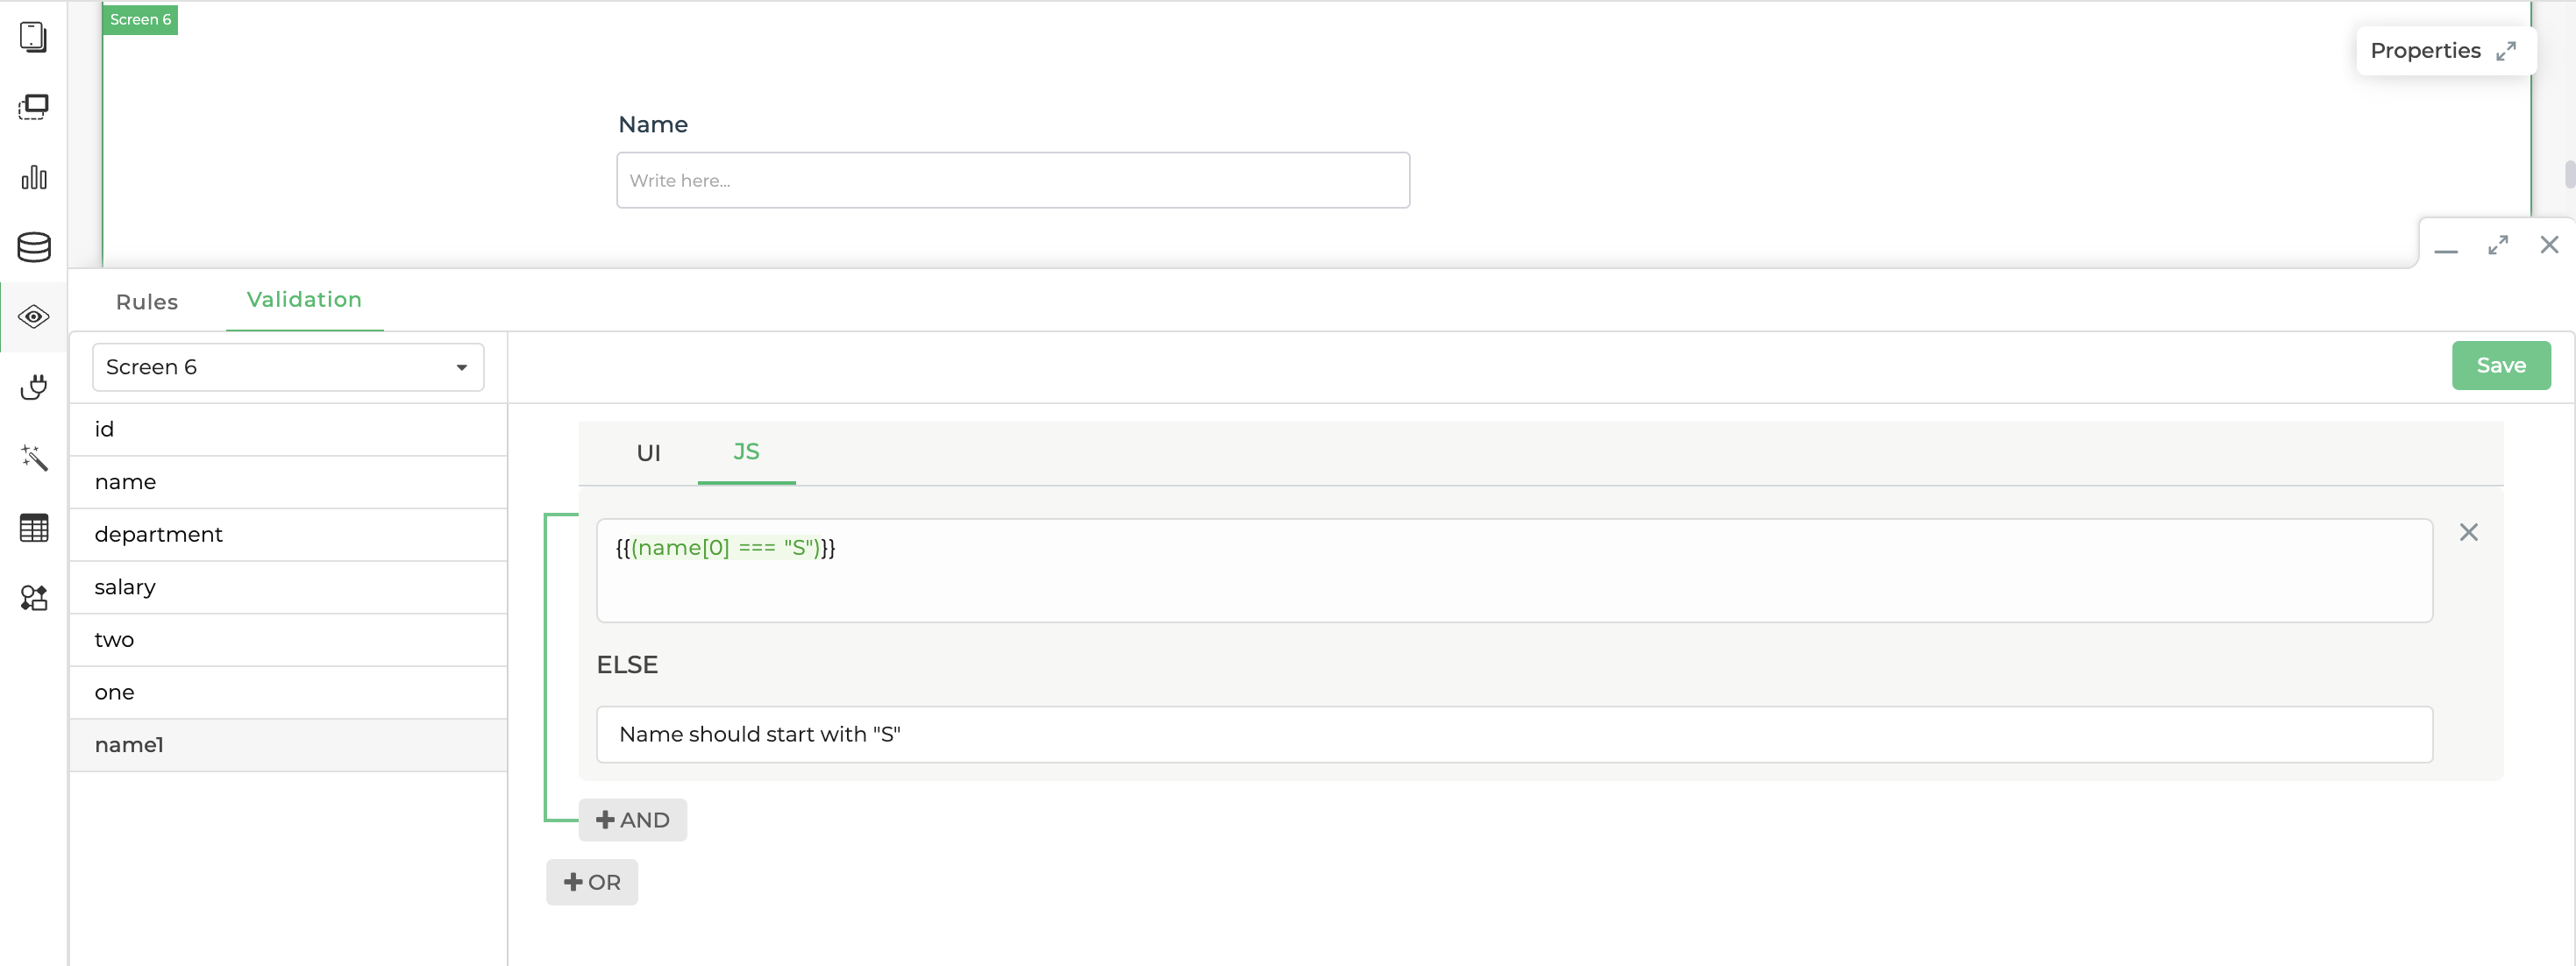 Screen 6
Properties
Name
Write here...
Rules
Validation
Screen 6
Save
id
name
department
salary
two
one
name1
UI
JS
{{(name[0] === "S")}}
ELSE
Name should start with "S"
AND
OR